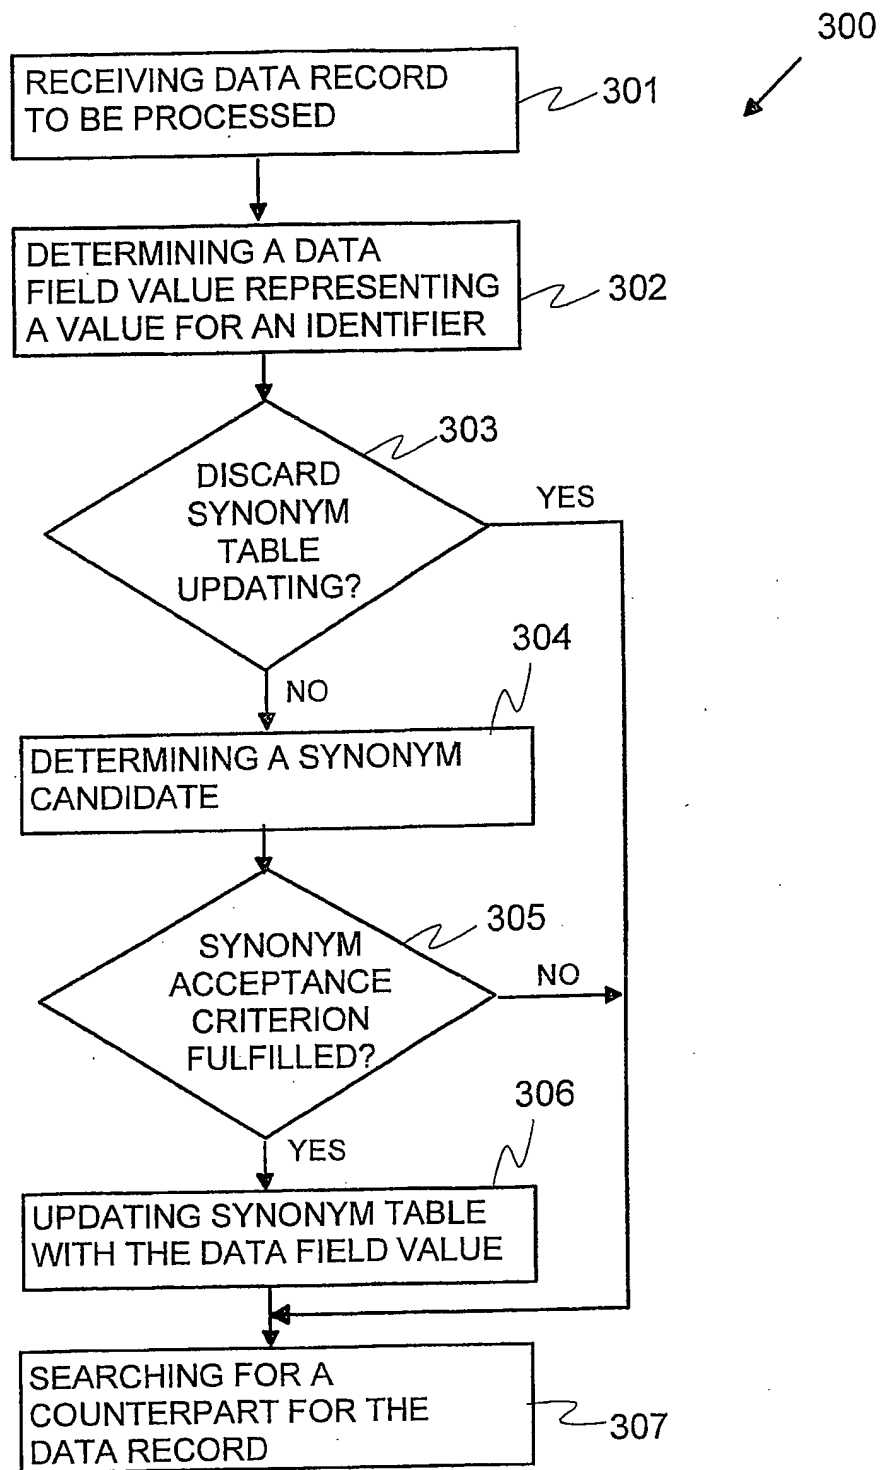 300
RECEIVING DATA RECORD
TO BE PROCESSED
301
DETERMINING A DATA
FIELD VALUE REPRESENTING
A VALUE FOR AN IDENTIFIER
302
303
DISCARD
SYNONYM
TABLE
UPDATING?
YES
NO
304
DETERMINING A SYNONYM
CANDIDATE
305
SYNONYM
ACCEPTANCE
CRITERION
FULFILLED?
NO
YES
306
UPDATING SYNONYM TABLE
WITH THE DATA FIELD VALUE
SEARCHING FOR A
COUNTERPART FOR THE
DATA RECORD
307